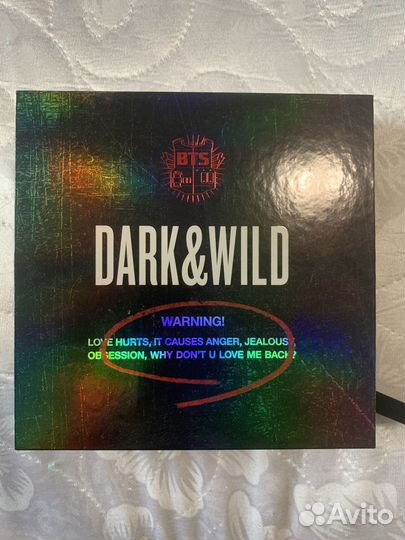 BTS
DARK&WILD
WARNING!
LOVE HURTS, IT CAUSES ANGER, JEALOUSY,
OBSESSION, WHY DON'T U LOVE ME BACK?
Avito